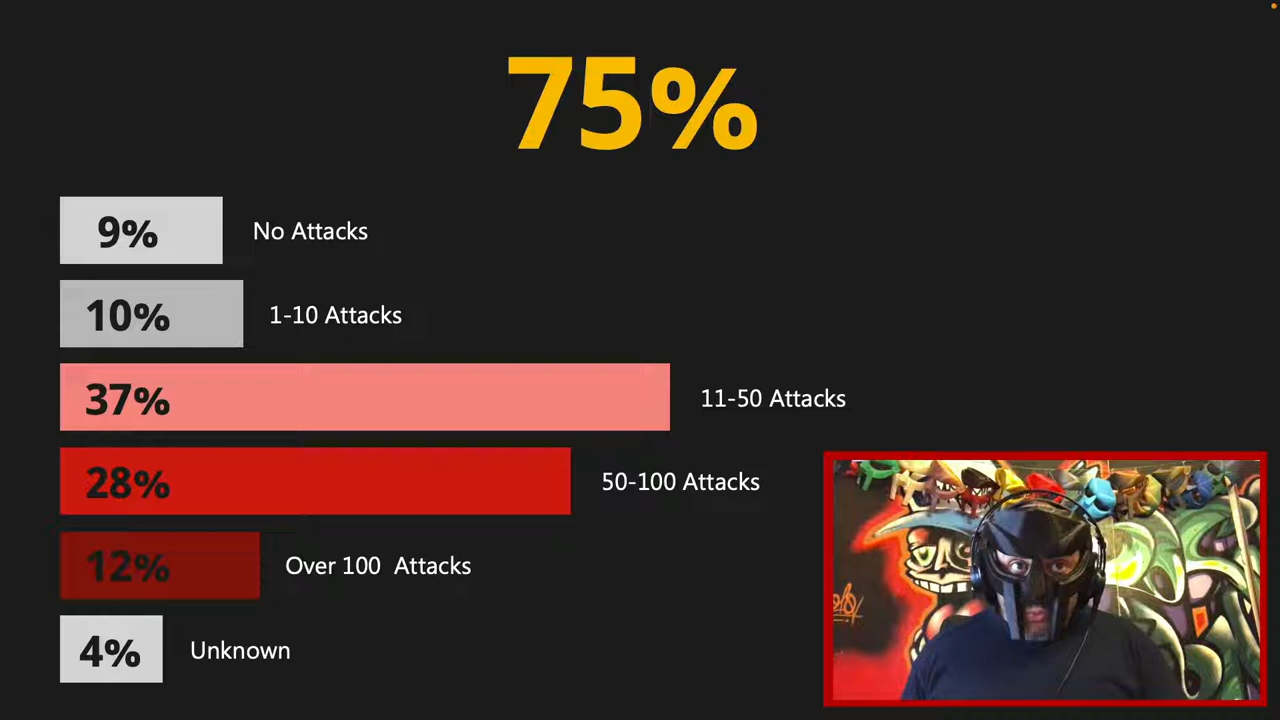 75%
9% No Attacks
10% 1-10 Attacks
37% 11-50 Attacks
28% 50-100 Attacks
12% Over 100 Attacks
4% Unknown